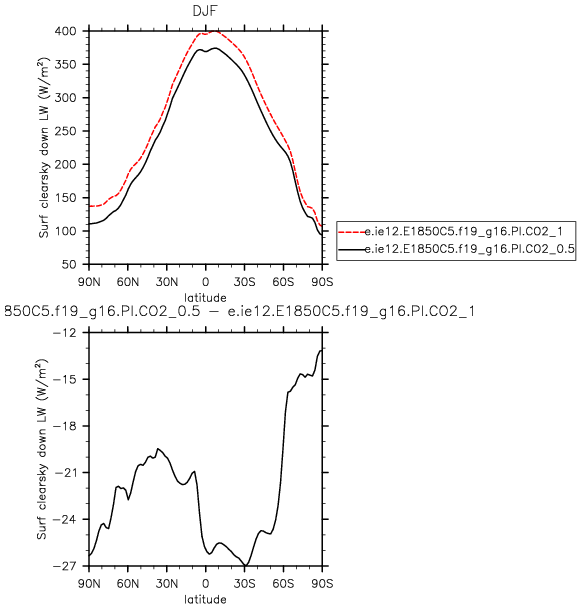 DJF
Surf clearsky down LW (W/m²)
400
350
300
250
200
150
100
50
90N 60N 30N 0 30S 60S 90S
latitude
e.ie12.E1850C5.f19_g16.PI.CO2_1
e.ie12.E1850C5.f19_g16.PI.CO2_0.5
850C5.f19_g16.PI.CO2_0.5 − e.ie12.E1850C5.f19_g16.PI.CO2_1
Surf clearsky down LW (W/m²)
−12
−15
−18
−21
−24
−27
90N 60N 30N 0 30S 60S 90S
latitude